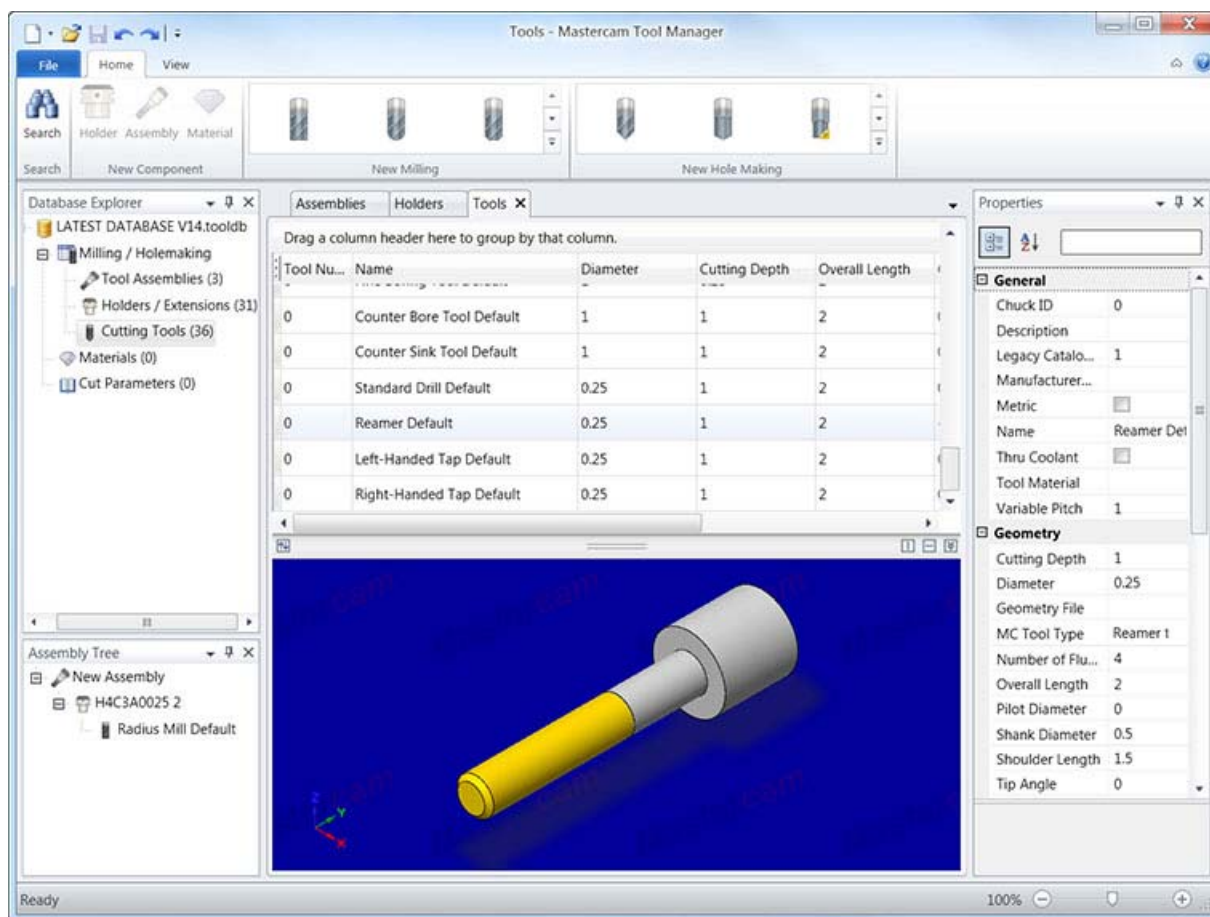 Tools - Mastercam Tool Manager
File Home View
Search Holder Assembly Material
Search New Component New Milling New Hole Making
Database Explorer
LATEST DATABASE V14.tooldb
Milling / Holemaking
Tool Assemblies (3)
Holders / Extensions (31)
Cutting Tools (36)
Materials (0)
Cut Parameters (0)
Assembly Tree
New Assembly
H4C3A0025 2
Radius Mill Default
Assemblies Holders Tools
Drag a column header here to group by that column.
Tool Nu... Name Diameter Cutting Depth Overall Length
0 Counter Bore Tool Default 1 1 2
0 Counter Sink Tool Default 1 1 2
0 Standard Drill Default 0.25 1 2
0 Reamer Default 0.25 1 2
0 Left-Handed Tap Default 0.25 1 2
0 Right-Handed Tap Default 0.25 1 2
Z
Y
X
Properties
General
Chuck ID 0
Description
Legacy Catalo... 1
Manufacturer...
Metric
Name Reamer Def
Thru Coolant
Tool Material
Variable Pitch 1
Geometry
Cutting Depth 1
Diameter 0.25
Geometry File
MC Tool Type Reamer t
Number of Flu... 4
Overall Length 2
Pilot Diameter 0
Shank Diameter 0.5
Shoulder Length 1.5
Tip Angle 0
Ready 100%